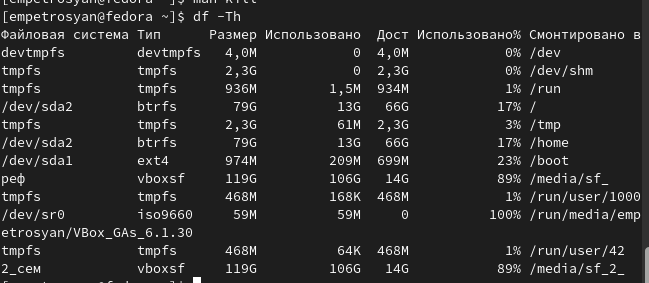 [empetrosyan@fedora ~]$ man kill
[empetrosyan@fedora ~]$ df -Th
Файловая система Тип Размер Использовано Дост Использовано% Смонтировано в
devtmpfs devtmpfs 4,0M 0 4,0M 0% /dev
tmpfs tmpfs 2,3G 0 2,3G 0% /dev/shm
tmpfs tmpfs 936M 1,5M 934M 1% /run
/dev/sda2 btrfs 79G 13G 66G 17% /
tmpfs tmpfs 2,3G 61M 2,3G 3% /tmp
/dev/sda2 btrfs 79G 13G 66G 17% /home
/dev/sda1 ext4 974M 209M 699M 23% /boot
реф vboxsf 119G 106G 14G 89% /media/sf_
tmpfs tmpfs 468M 168K 468M 1% /run/user/1000
/dev/sr0 iso9660 59M 59M 0 100% /run/media/emp
etrosyan/VBox_GAs_6.1.30
tmpfs tmpfs 468M 64K 468M 1% /run/user/42
2_сем vboxsf 119G 106G 14G 89% /media/sf_2_